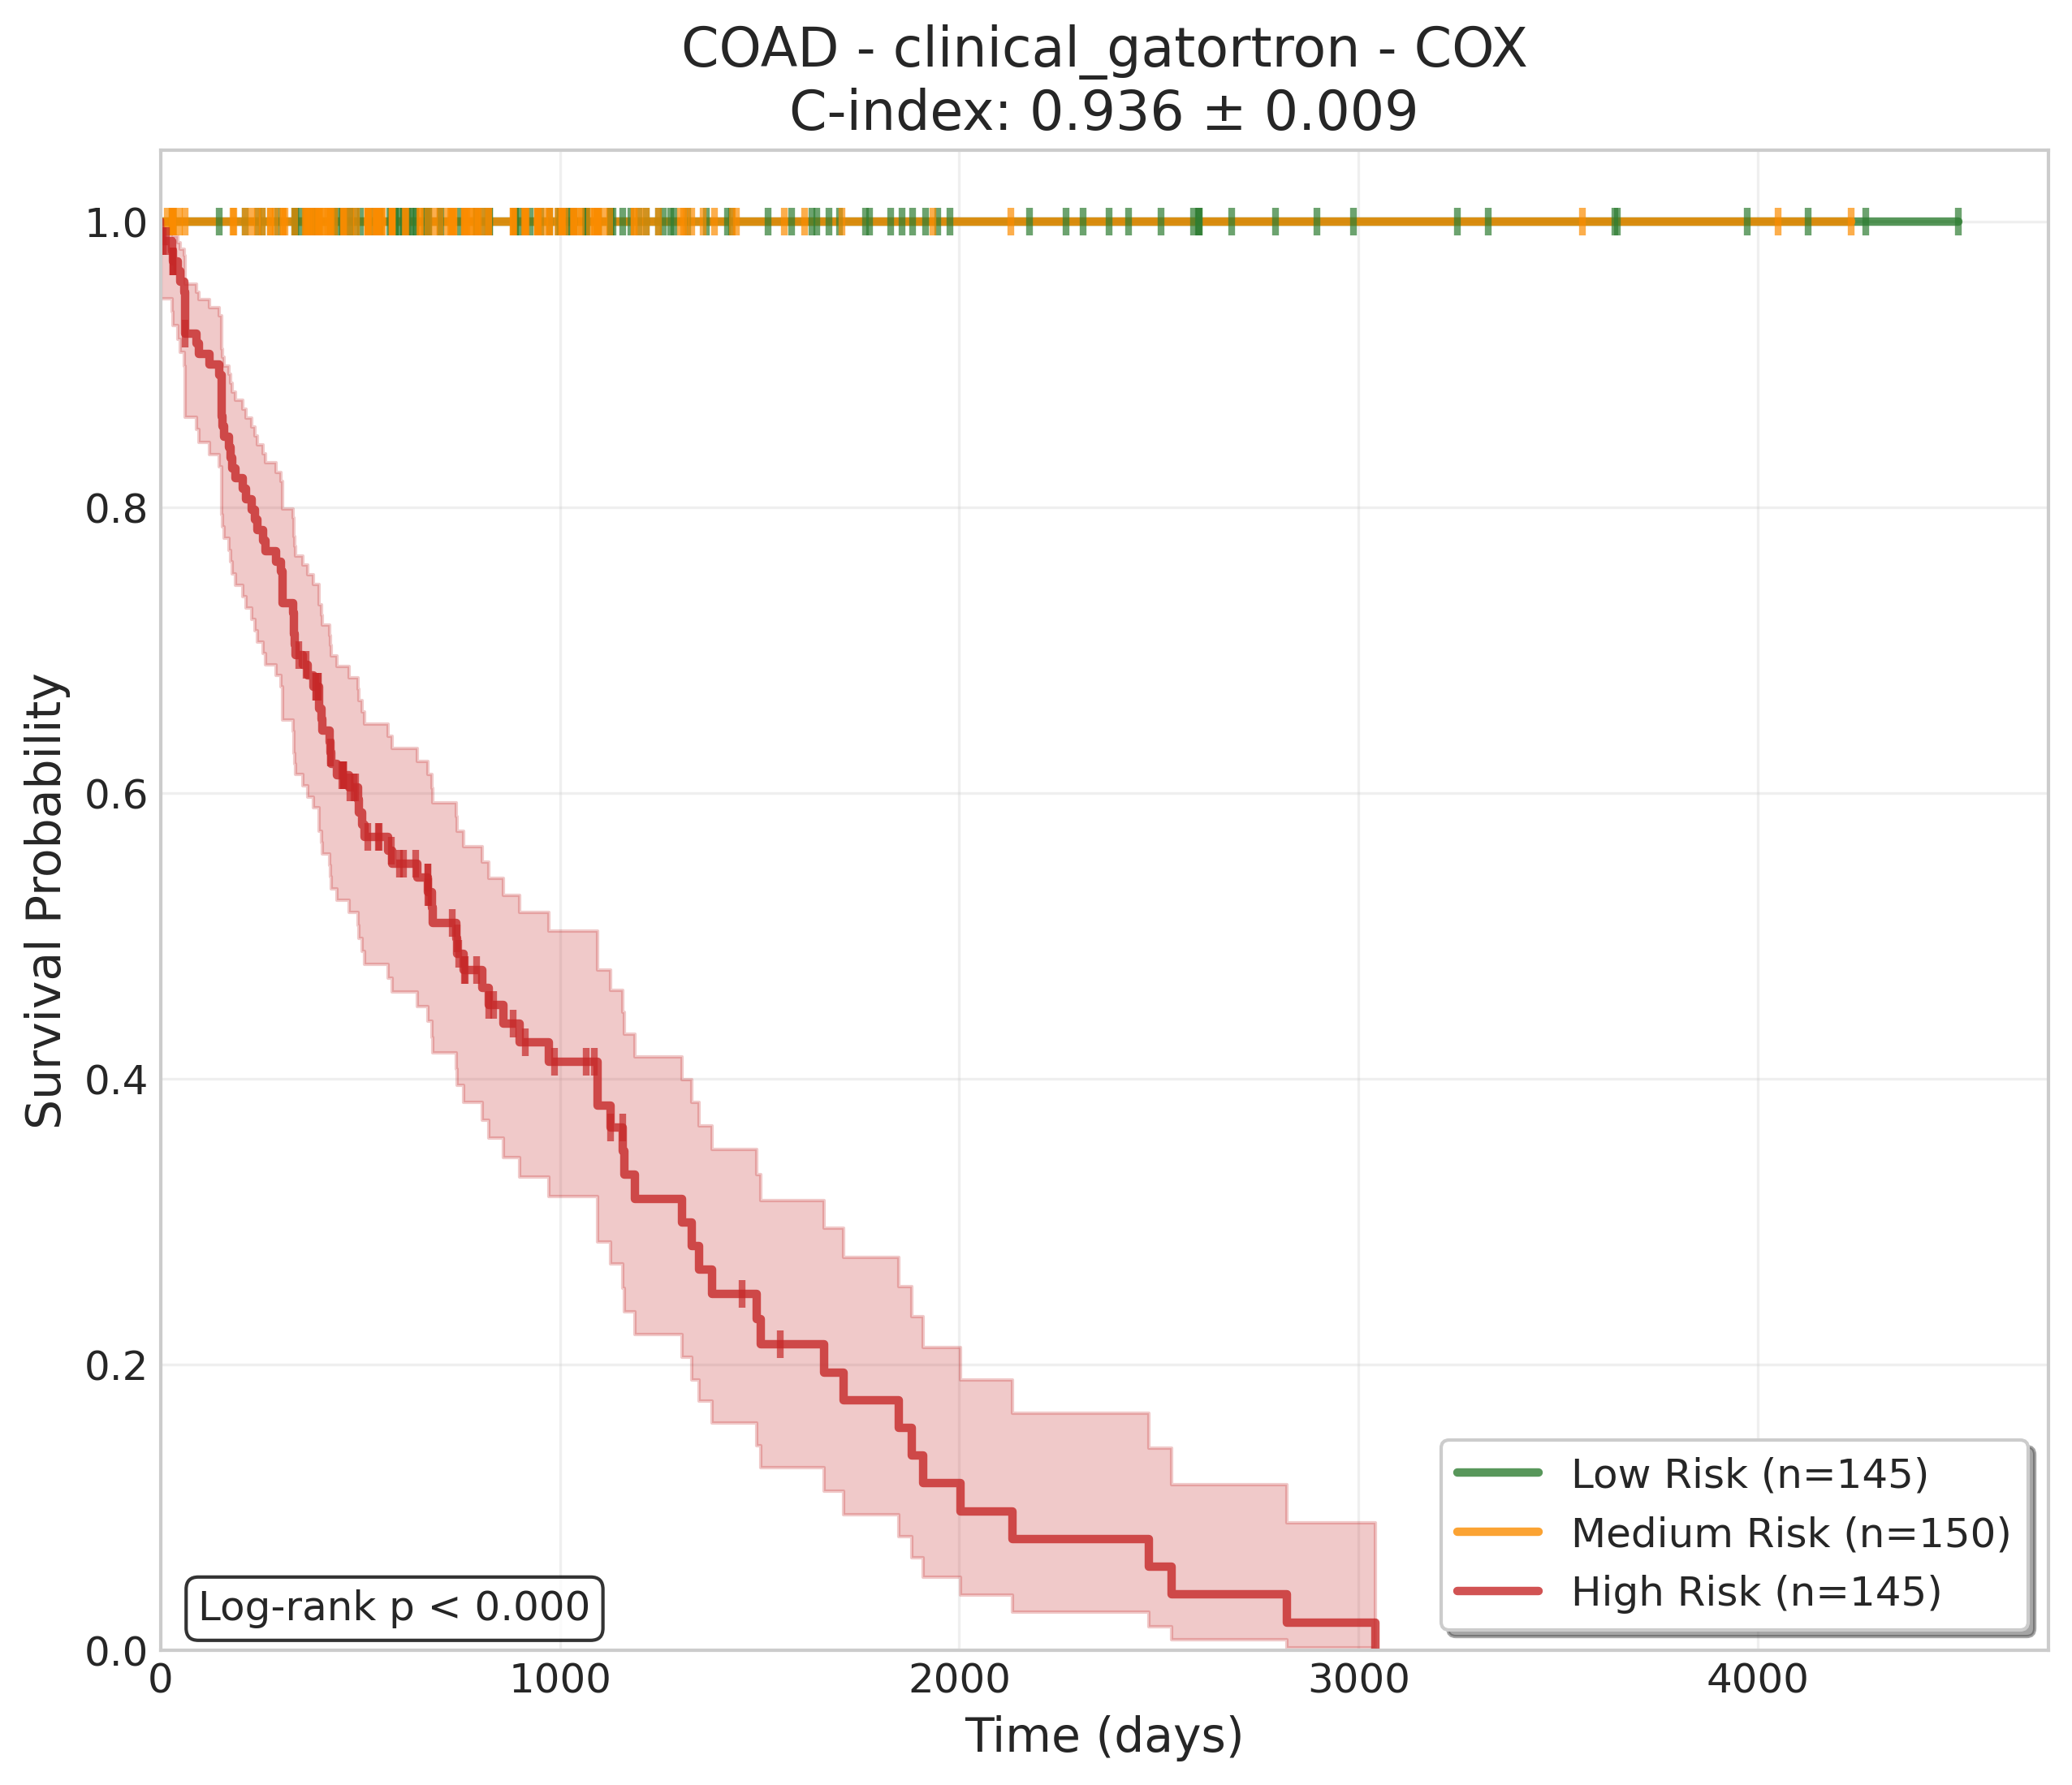 COAD - clinical_gatortron - COX
C-index: 0.936 ± 0.009
Survival Probability
1.0
0.8
0.6
0.4
0.2
0.0
0
1000
2000
3000
4000
Time (days)
Log-rank p < 0.000
Low Risk (n=145)
Medium Risk (n=150)
High Risk (n=145)